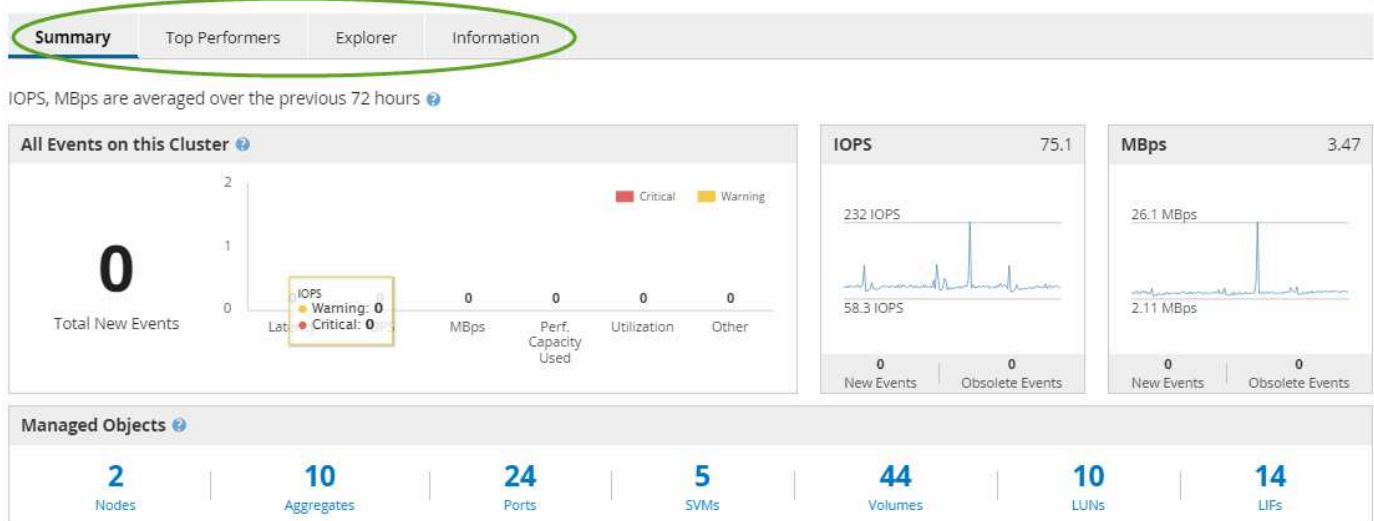 Summary Top Performers Explorer Information
IOPS, MBps are averaged over the previous 72 hours
All Events on this Cluster
0
Total New Events
2
1
0
Critical Warning
IOPS
Warning: 0
Critical: 0
0 0 0 0
MBps Perf. Capacity Used Utilization Other
IOPS 75.1
232 IOPS
58.3 IOPS
0 0
New Events Obsolete Events
MBps 3.47
26.1 MBps
2.11 MBps
0 0
New Events Obsolete Events
Managed Objects
2 10 24 5 44 10 14
Nodes Aggregates Ports SVMs Volumes LUNs LIFs